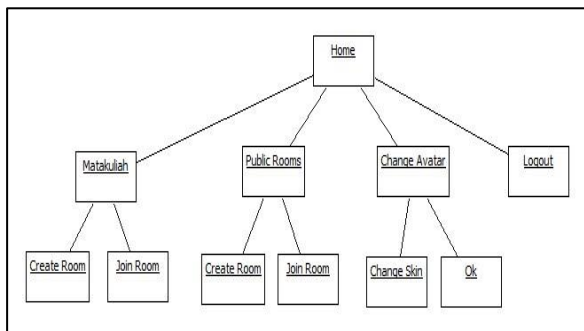 Home
Matakuliah
Public Rooms
Change Avatar
Logout
Create Room
Join Room
Create Room
Join Room
Change Skin
Ok